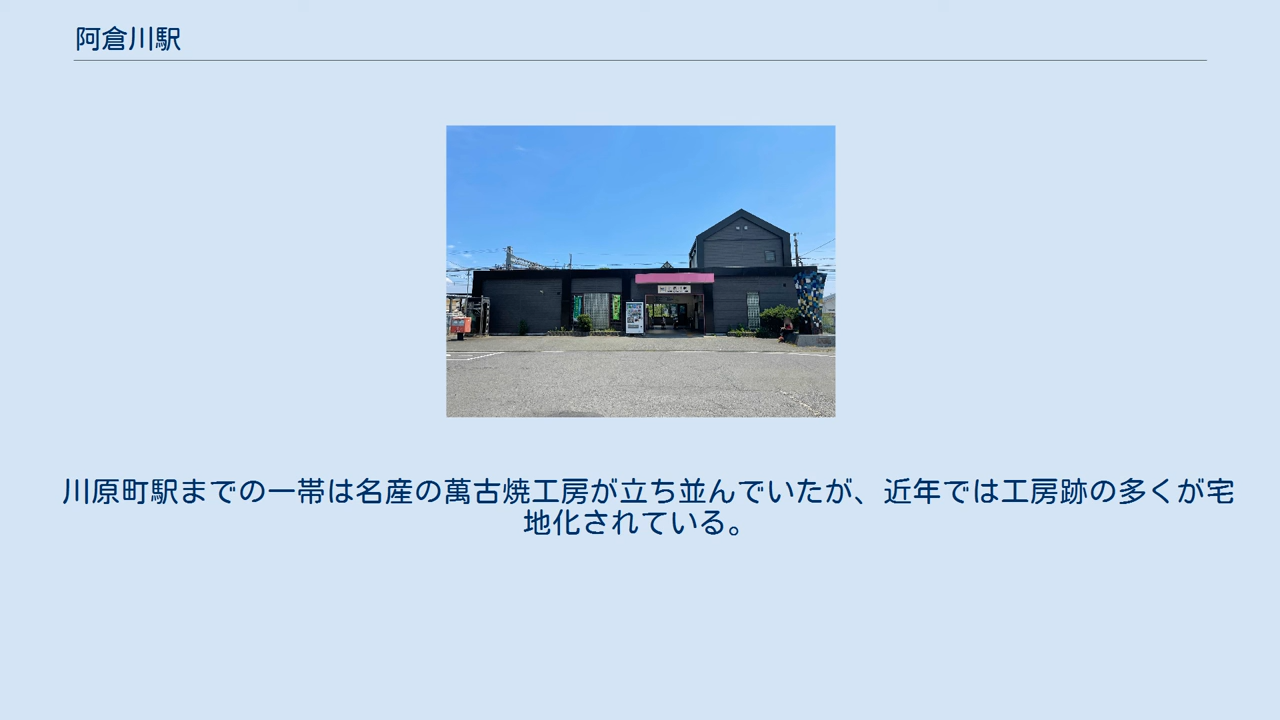 阿倉川駅
川原町駅までの一帯は名産の萬古焼工房が立ち並んでいたが、近年では工房跡の多くが宅
地化されている。